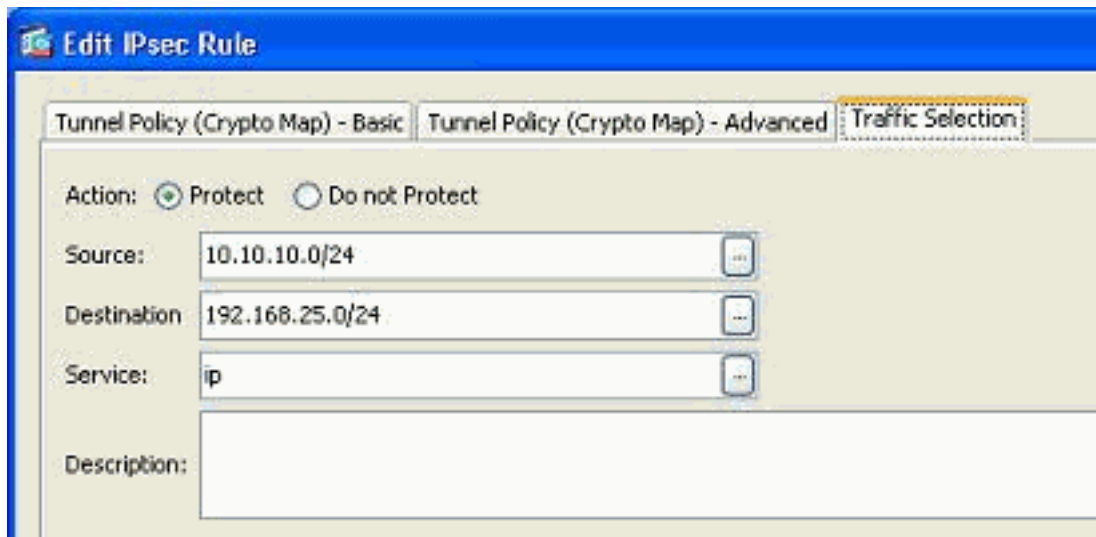 Edit IPsec Rule
Tunnel Policy (Crypto Map) - Basic Tunnel Policy (Crypto Map) - Advanced Traffic Selection
Action: Protect Do not Protect
Source: 10.10.10.0/24 ...
Destination 192.168.25.0/24 ...
Service: ip ...
Description: